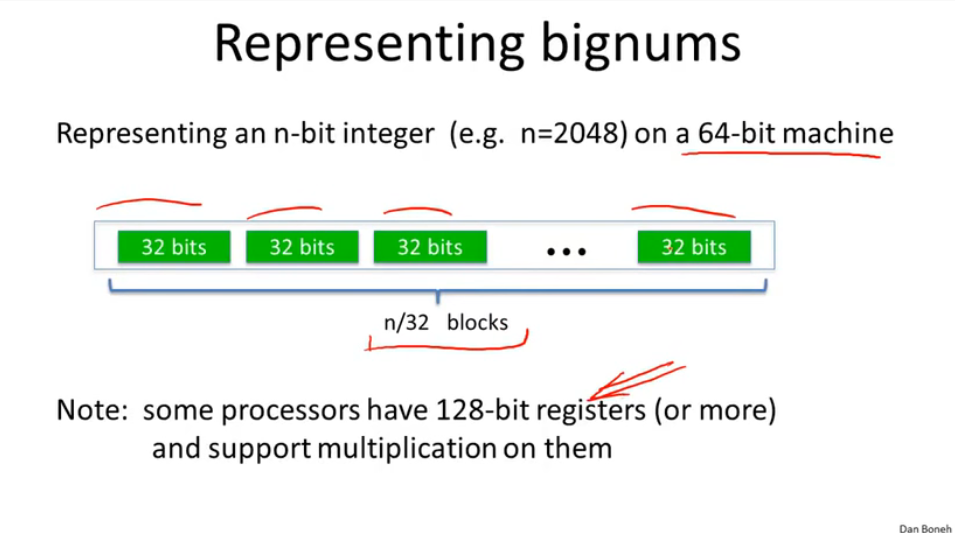 Representing bignums
Representing an n-bit integer (e.g. n=2048) on a 64-bit machine
32 bits 32 bits 32 bits ••• 32 bits
n/32 blocks
Note: some processors have 128-bit registers (or more)
and support multiplication on them
Dan Boneh